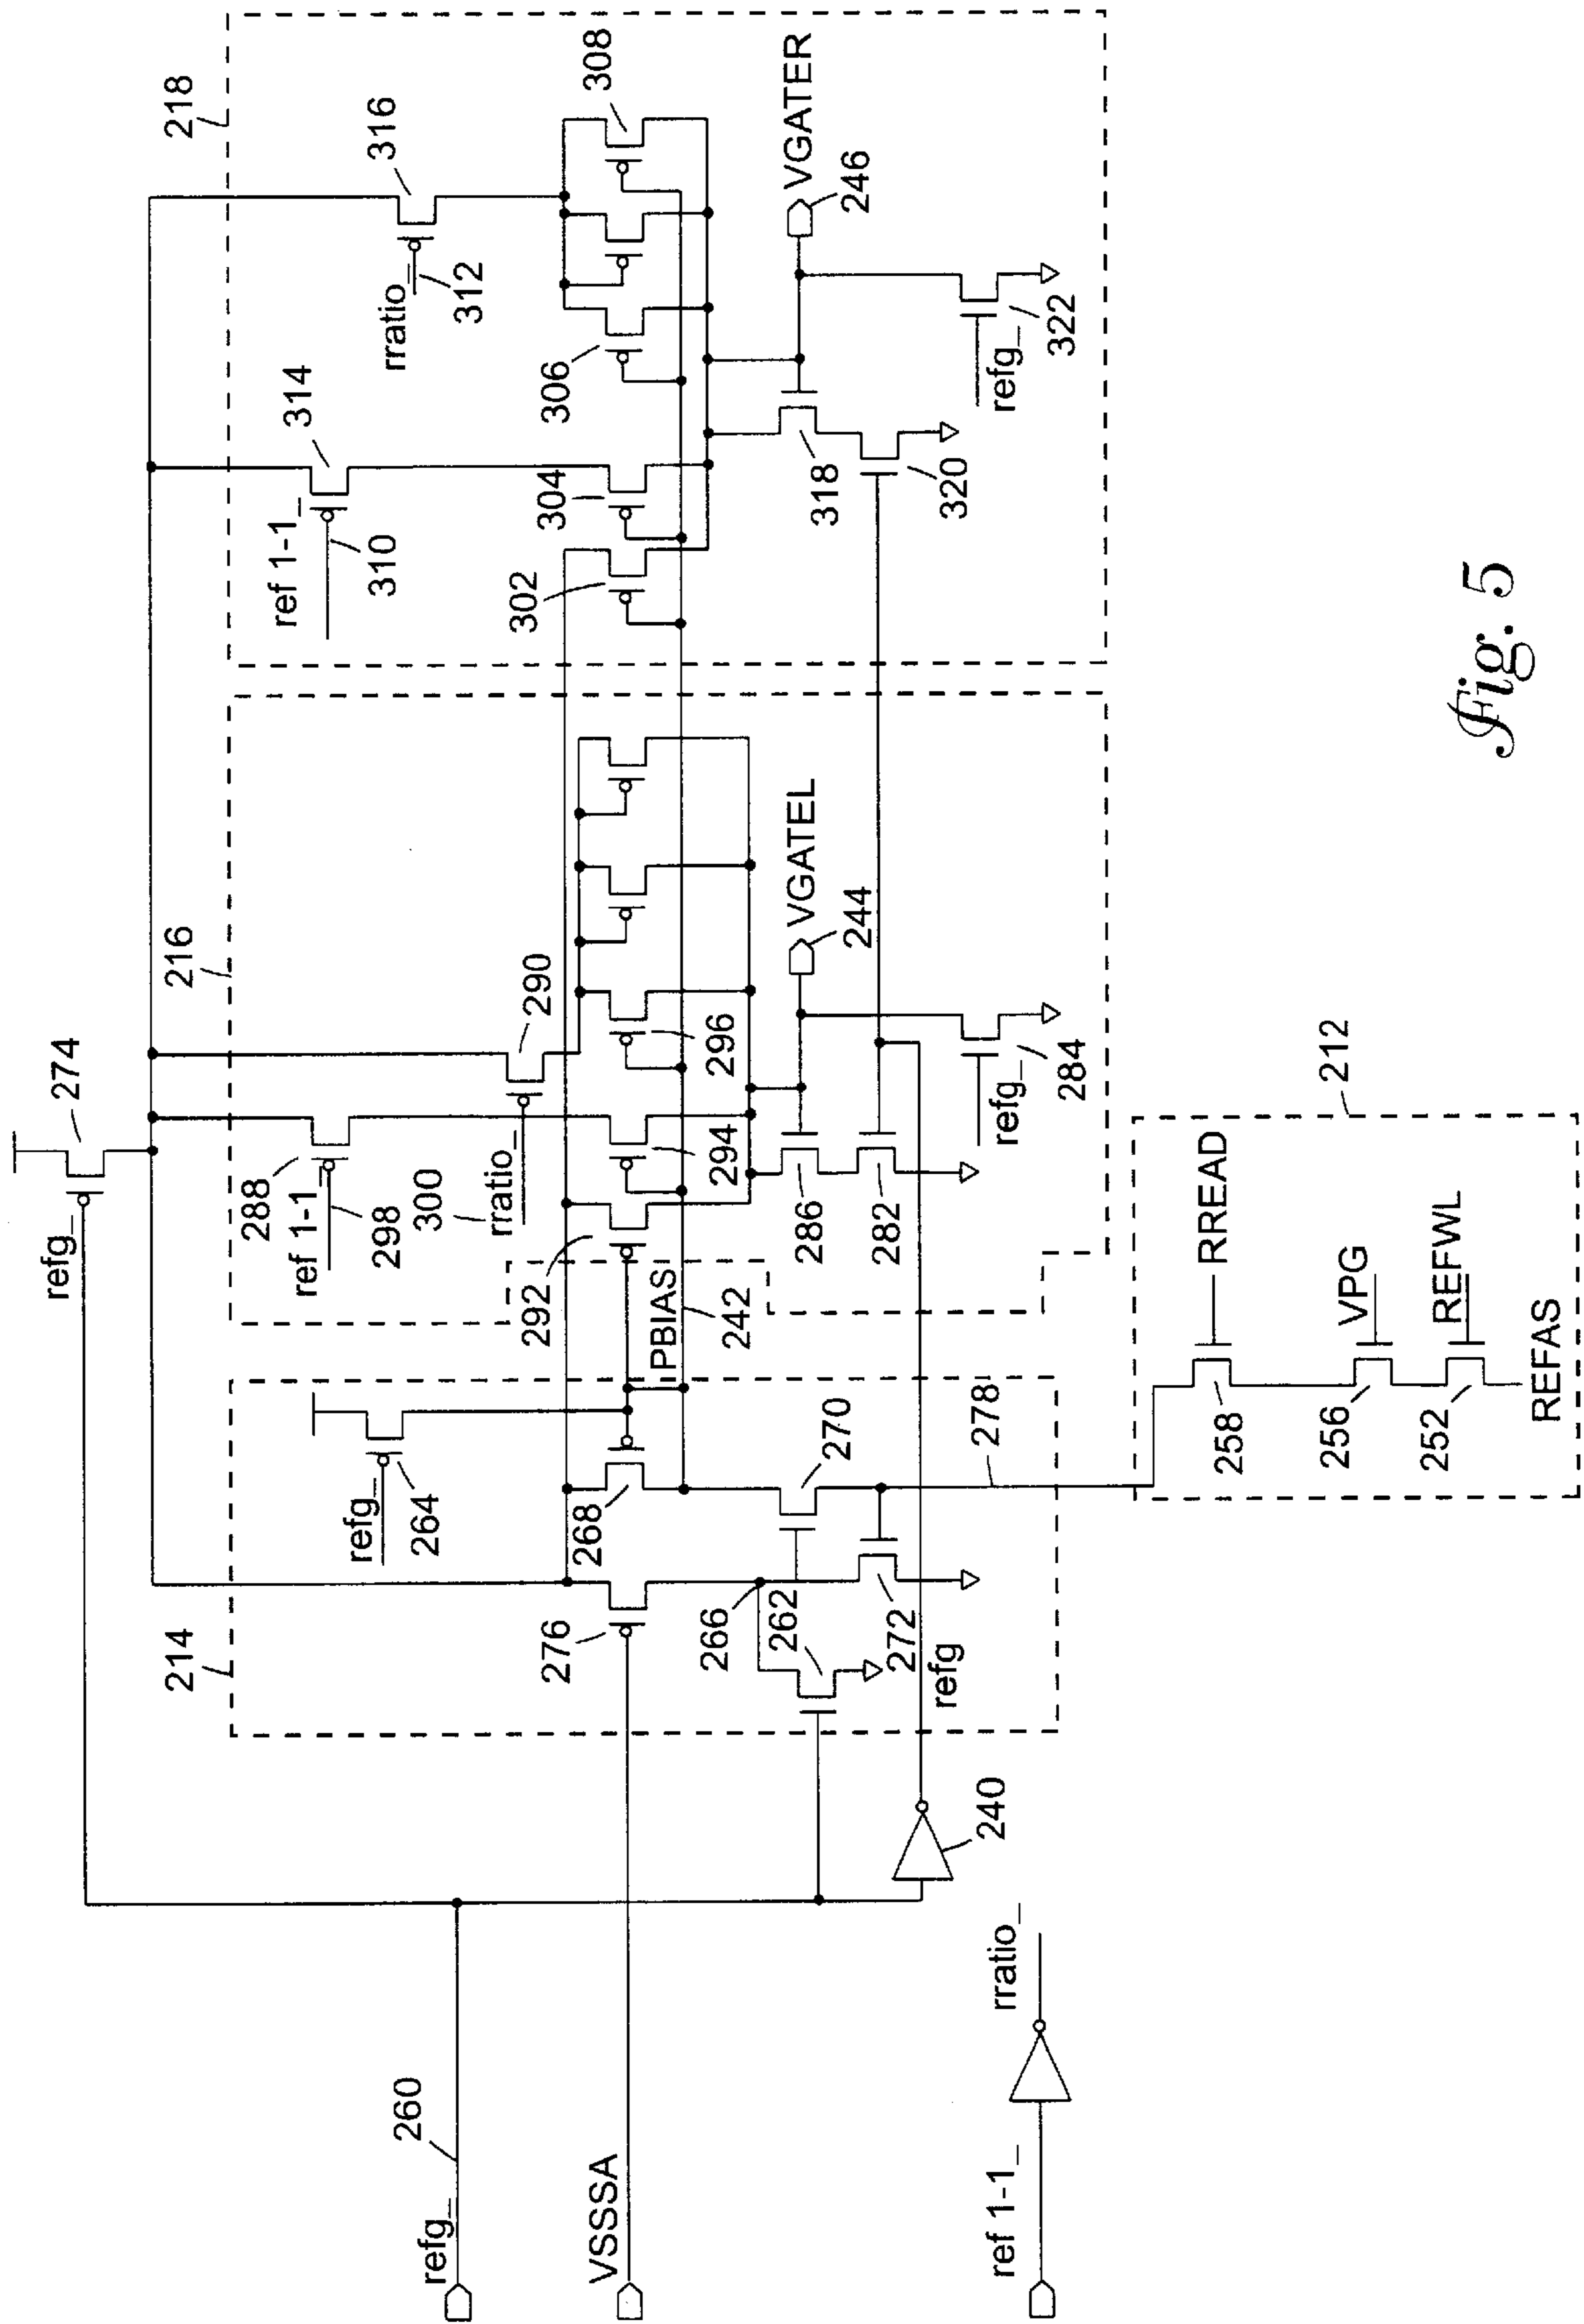 274
refg_
216
218
290
314
316
288
ref 1-1_
298
300
rratio_
ref 1-1_
310
rratio_
312
214
refg_
264
292
294
296
302
304
306
308
276
268
PBIAS
242
VGATEL
244
VGATER
246
266
262
270
272
refg
286
282
refg_
284
318
320
refg_
322
260
refg_
VSSSA
240
278
212
RREAD
258
VPG
256
REFWL
252
REFAS
ref 1-1_
rratio_
Fig. 5